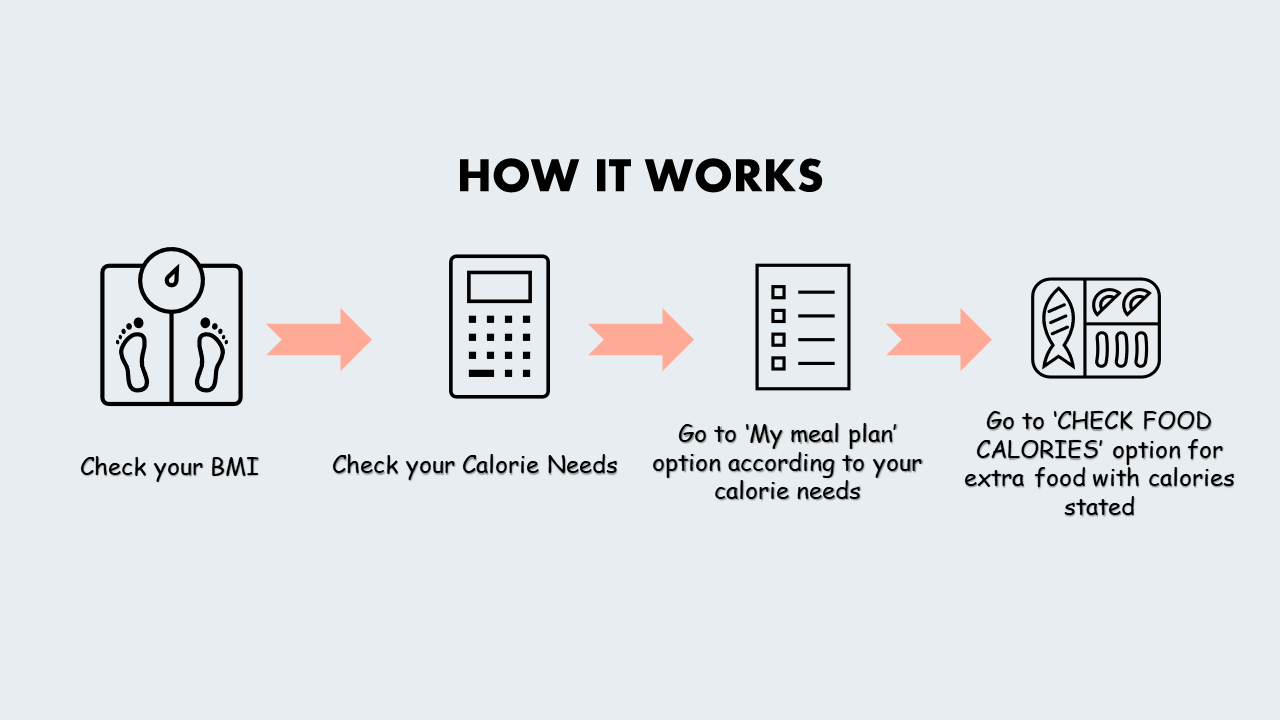 HOW IT WORKS
Check your BMI
Check your Calorie Needs
Go to ‘My meal plan’
option according to your
calorie needs
Go to ‘CHECK FOOD
CALORIES’ option for
extra food with calories
stated